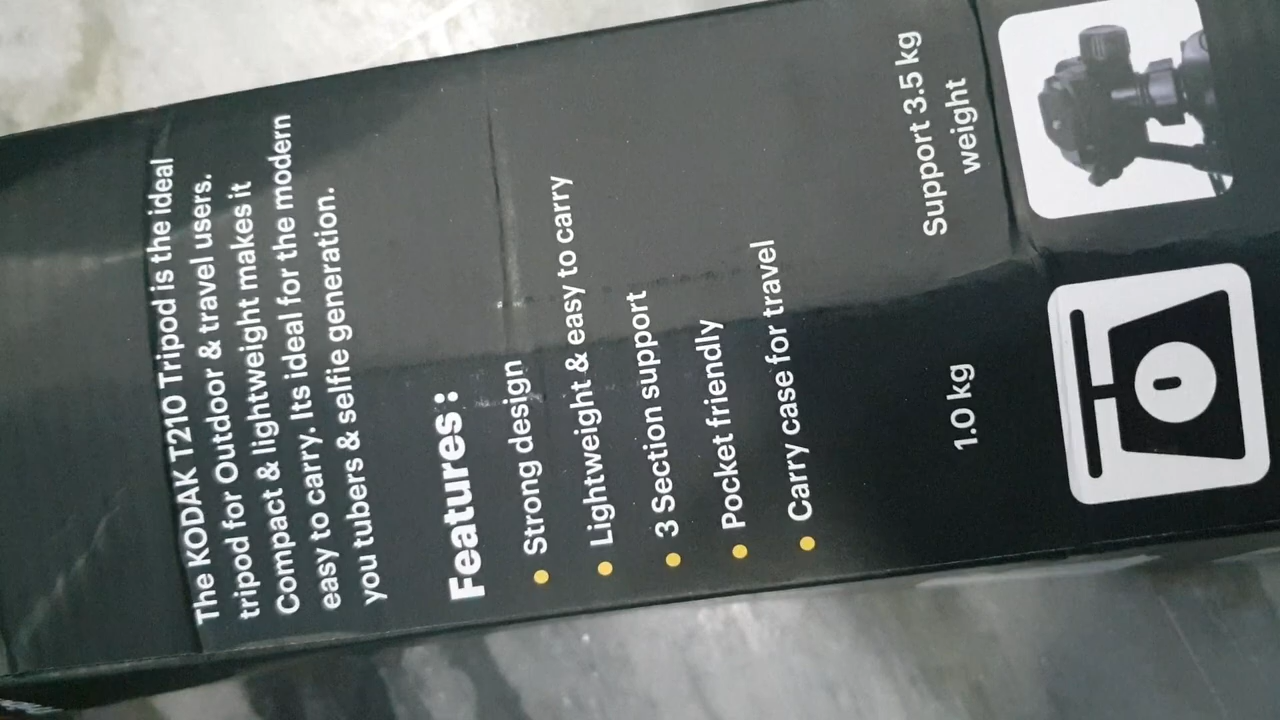 The KODAK T210 Tripod is the ideal
tripod for Outdoor & travel users.
Compact & lightweight makes it
easy to carry. Its ideal for the modern
you tubers & selfie generation.
Features:
• Strong design
• Lightweight & easy to carry
• 3 Section support
• Pocket friendly
• Carry case for travel
1.0 kg
Support 3.5 kg
weight